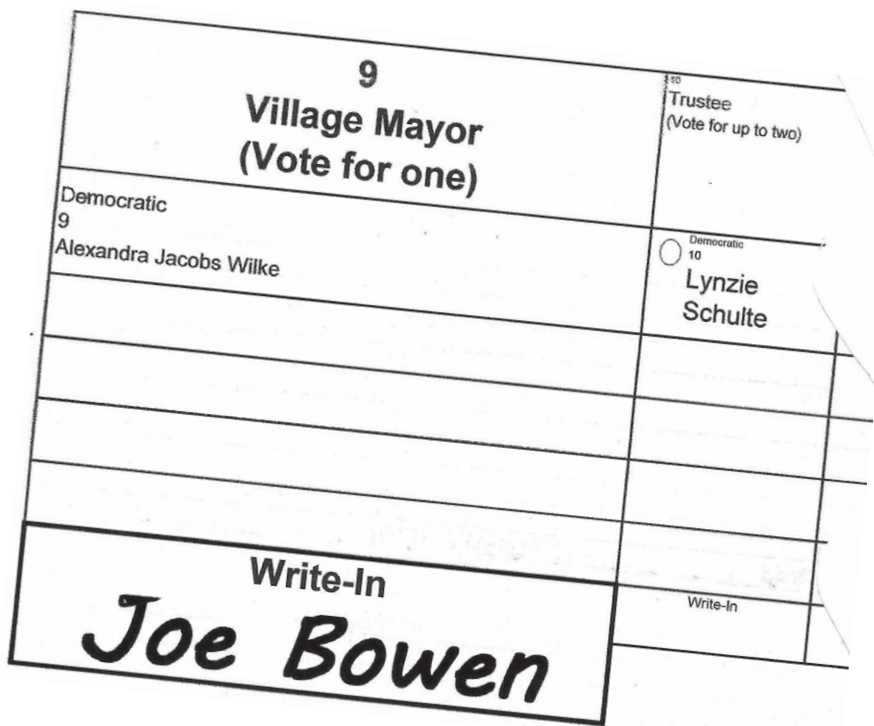 9
Village Mayor
(Vote for one)
Democratic
9
Alexandra Jacobs Wilke
Write-In
Joe Bowen
10
Trustee
(Vote for up to two)
Democratic
10
Lynzie
Schulte
Write-In